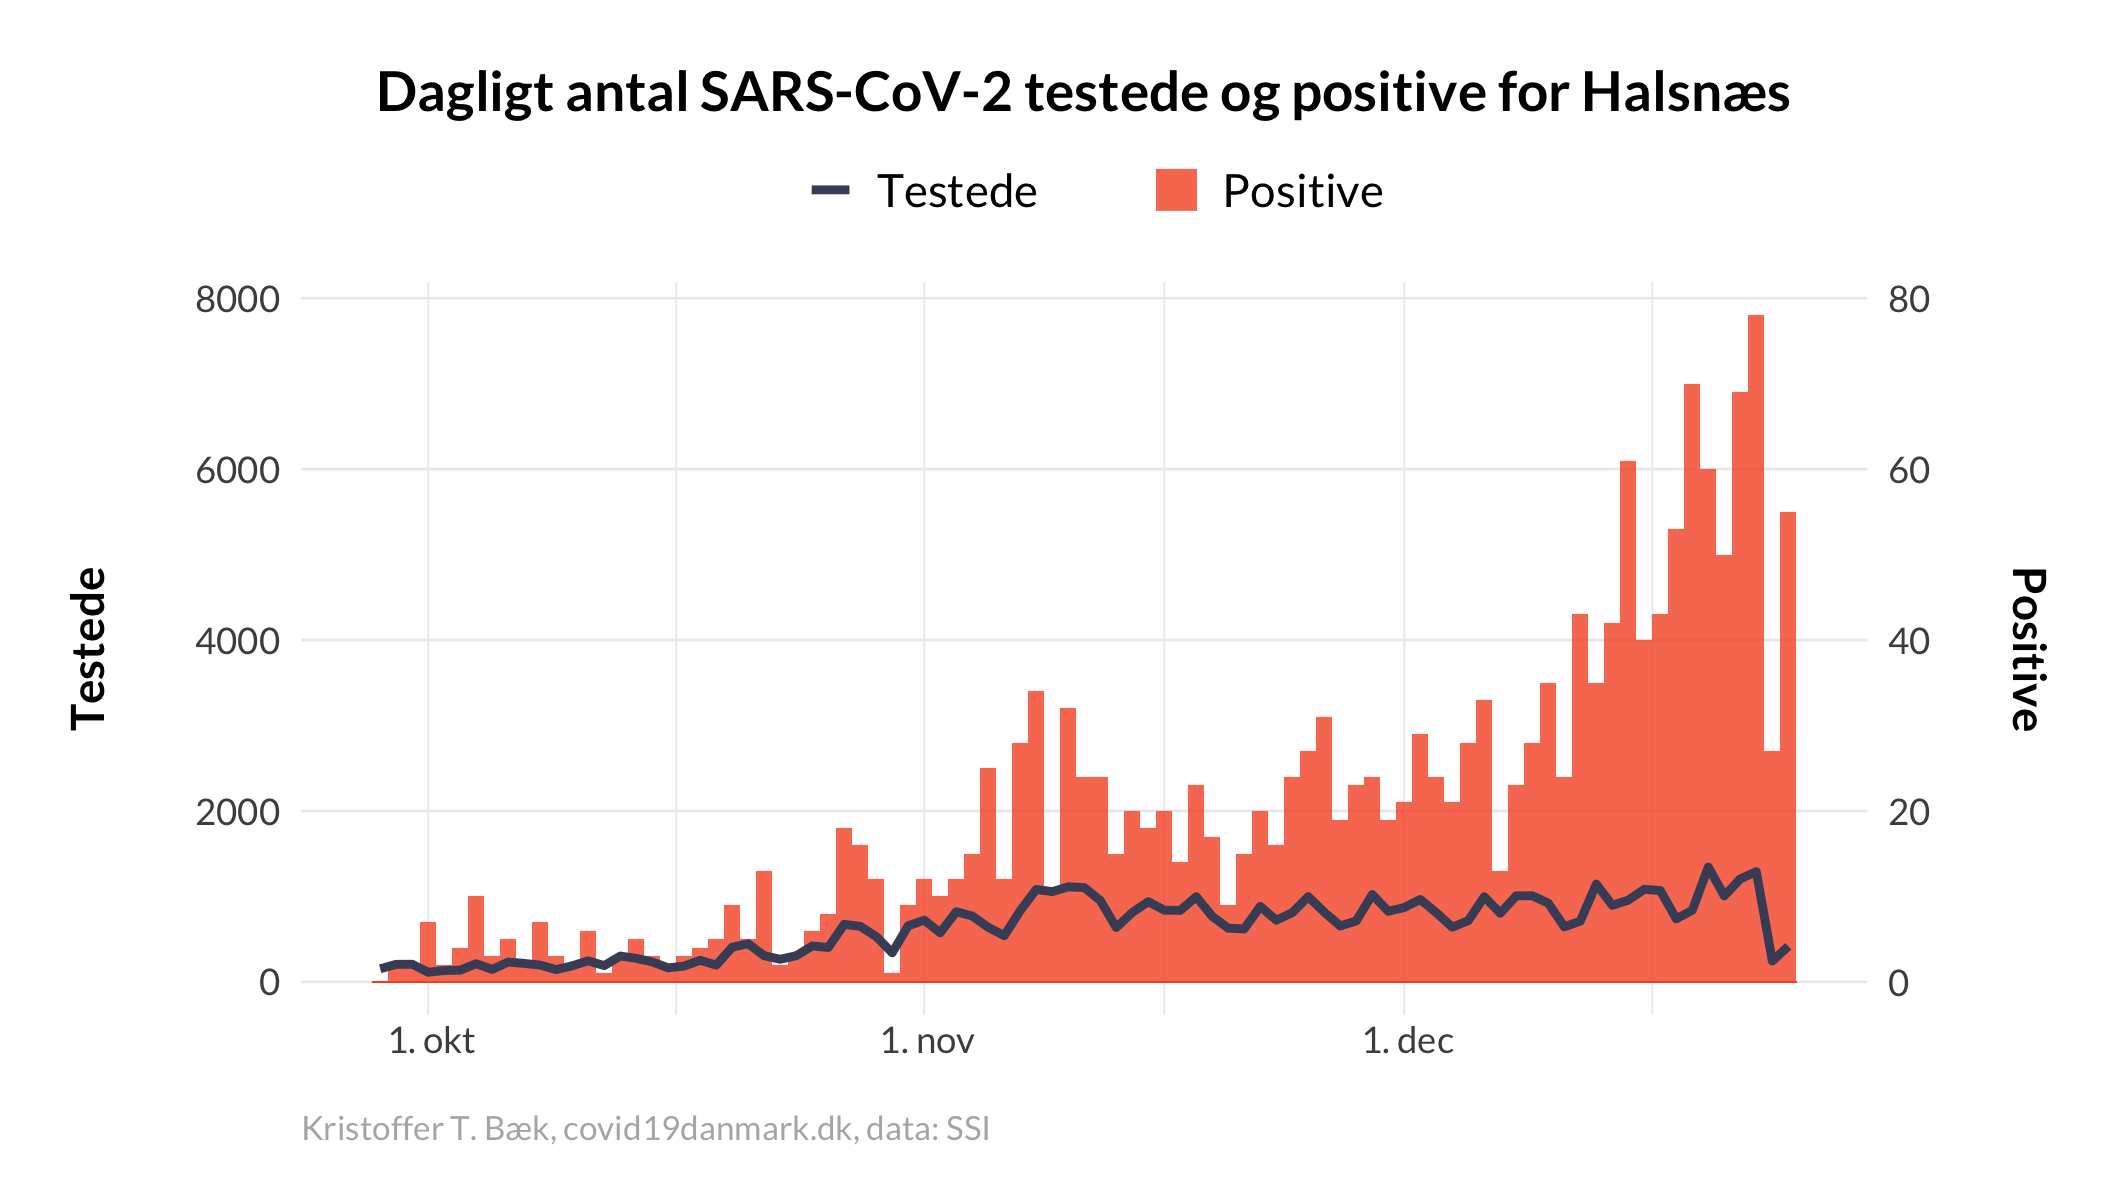 Dagligt antal SARS-CoV-2 testede og positive for Halsnæs
Testede
Positive
8000
6000
4000
2000
0
Testede
80
60
40
20
0
Positive
1. okt
1. nov
1. dec
Kristoffer T. Bæk, covid19danmark.dk, data: SSI